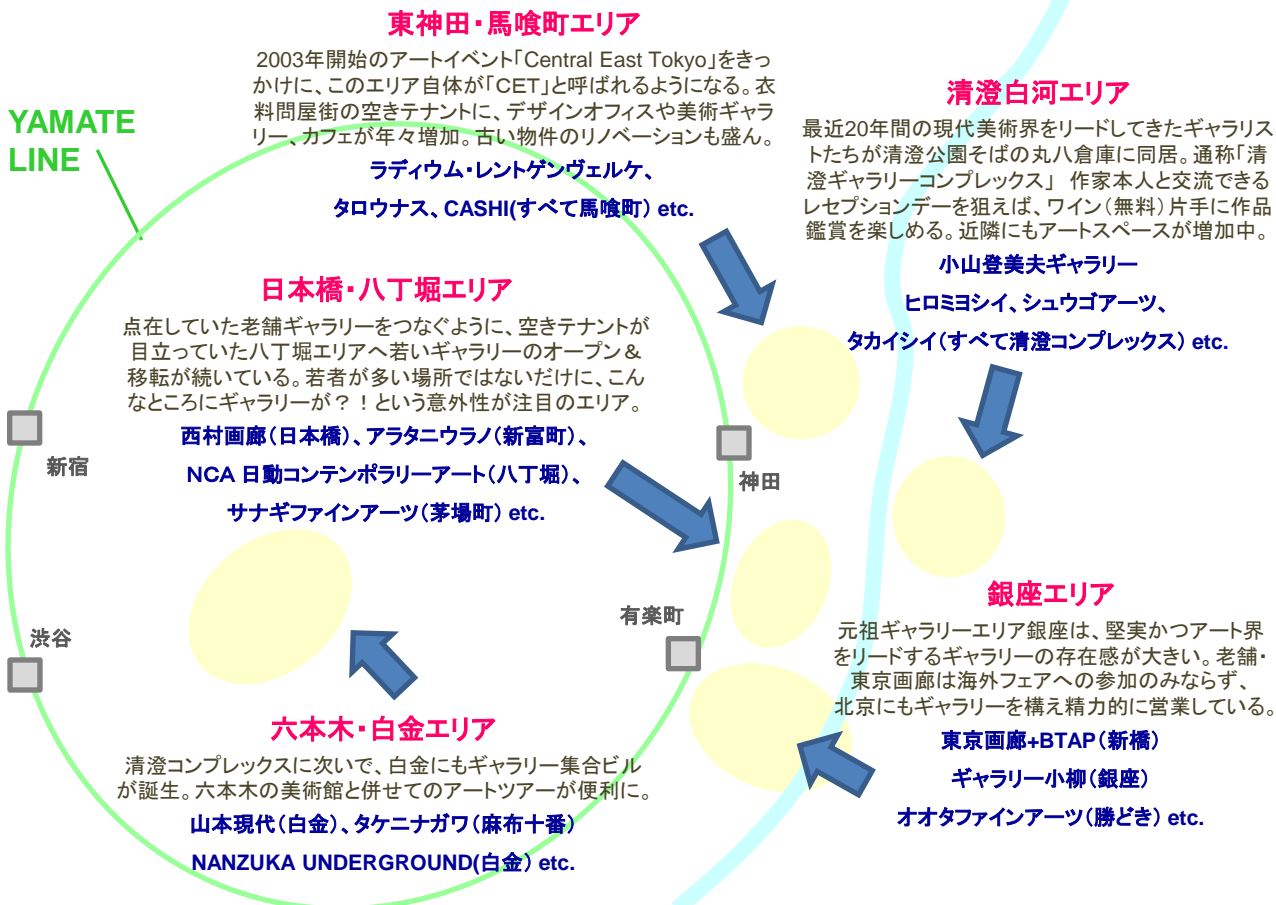 東神田・馬喰町エリア
2003年開始のアートイベント「Central East Tokyo」をきっ
かけに、このエリア自体が「CET」と呼ばれるようになる。衣
料問屋街の空きテナントに、デザインオフィスや美術ギャラ
リー、カフェが年々増加。古い物件のリノベーションも盛ん。
ラディウム・レントゲンヴェルケ、
タロウナス、CASHI(すべて馬喰町) etc.
YAMATE
LINE
清澄白河エリア
最近20年間の現代美術界をリードしてきたギャラリス
トたちが清澄公園そばの丸八倉庫に同居。通称「清
澄ギャラリーコンプレックス」 作家本人と交流できる
レセプションデーを狙えば、ワイン(無料)片手に作品
鑑賞を楽しめる。近隣にもアートスペースが増加中。
小山登美夫ギャラリー
ヒロミヨシイ、シュウゴアーツ、
タカイシイ(すべて清澄コンプレックス) etc.
日本橋・八丁堀エリア
点在していた老舗ギャラリーをつなぐように、空きテナントが
目立っていた八丁堀エリアへ若いギャラリーのオープン&
移転が続いている。若者が多い場所ではないだけに、こん
なところにギャラリーが?!という意外性が注目のエリア。
西村画廊(日本橋)、アラタニウラノ(新富町)、
NCA 日動コンテンポラリーアート(八丁堀)、
サナギファインアーツ(茅場町) etc.
新宿
神田
有楽町
渋谷
銀座エリア
元祖ギャラリーエリア銀座は、堅実かつアート界
をリードするギャラリーの存在感が大きい。老舗・
東京画廊は海外フェアへの参加のみならず、
北京にもギャラリーを構え精力的に営業している。
東京画廊+BTAP(新橋)
ギャラリー小柳(銀座)
オオタファインアーツ(勝どき) etc.
六本木・白金エリア
清澄コンプレックスに次いで、白金にもギャラリー集合ビル
が誕生。六本木の美術館と併せてのアートツアーが便利に。
山本現代(白金)、タケニナガワ(麻布十番)
NANZUKA UNDERGROUND(白金) etc.